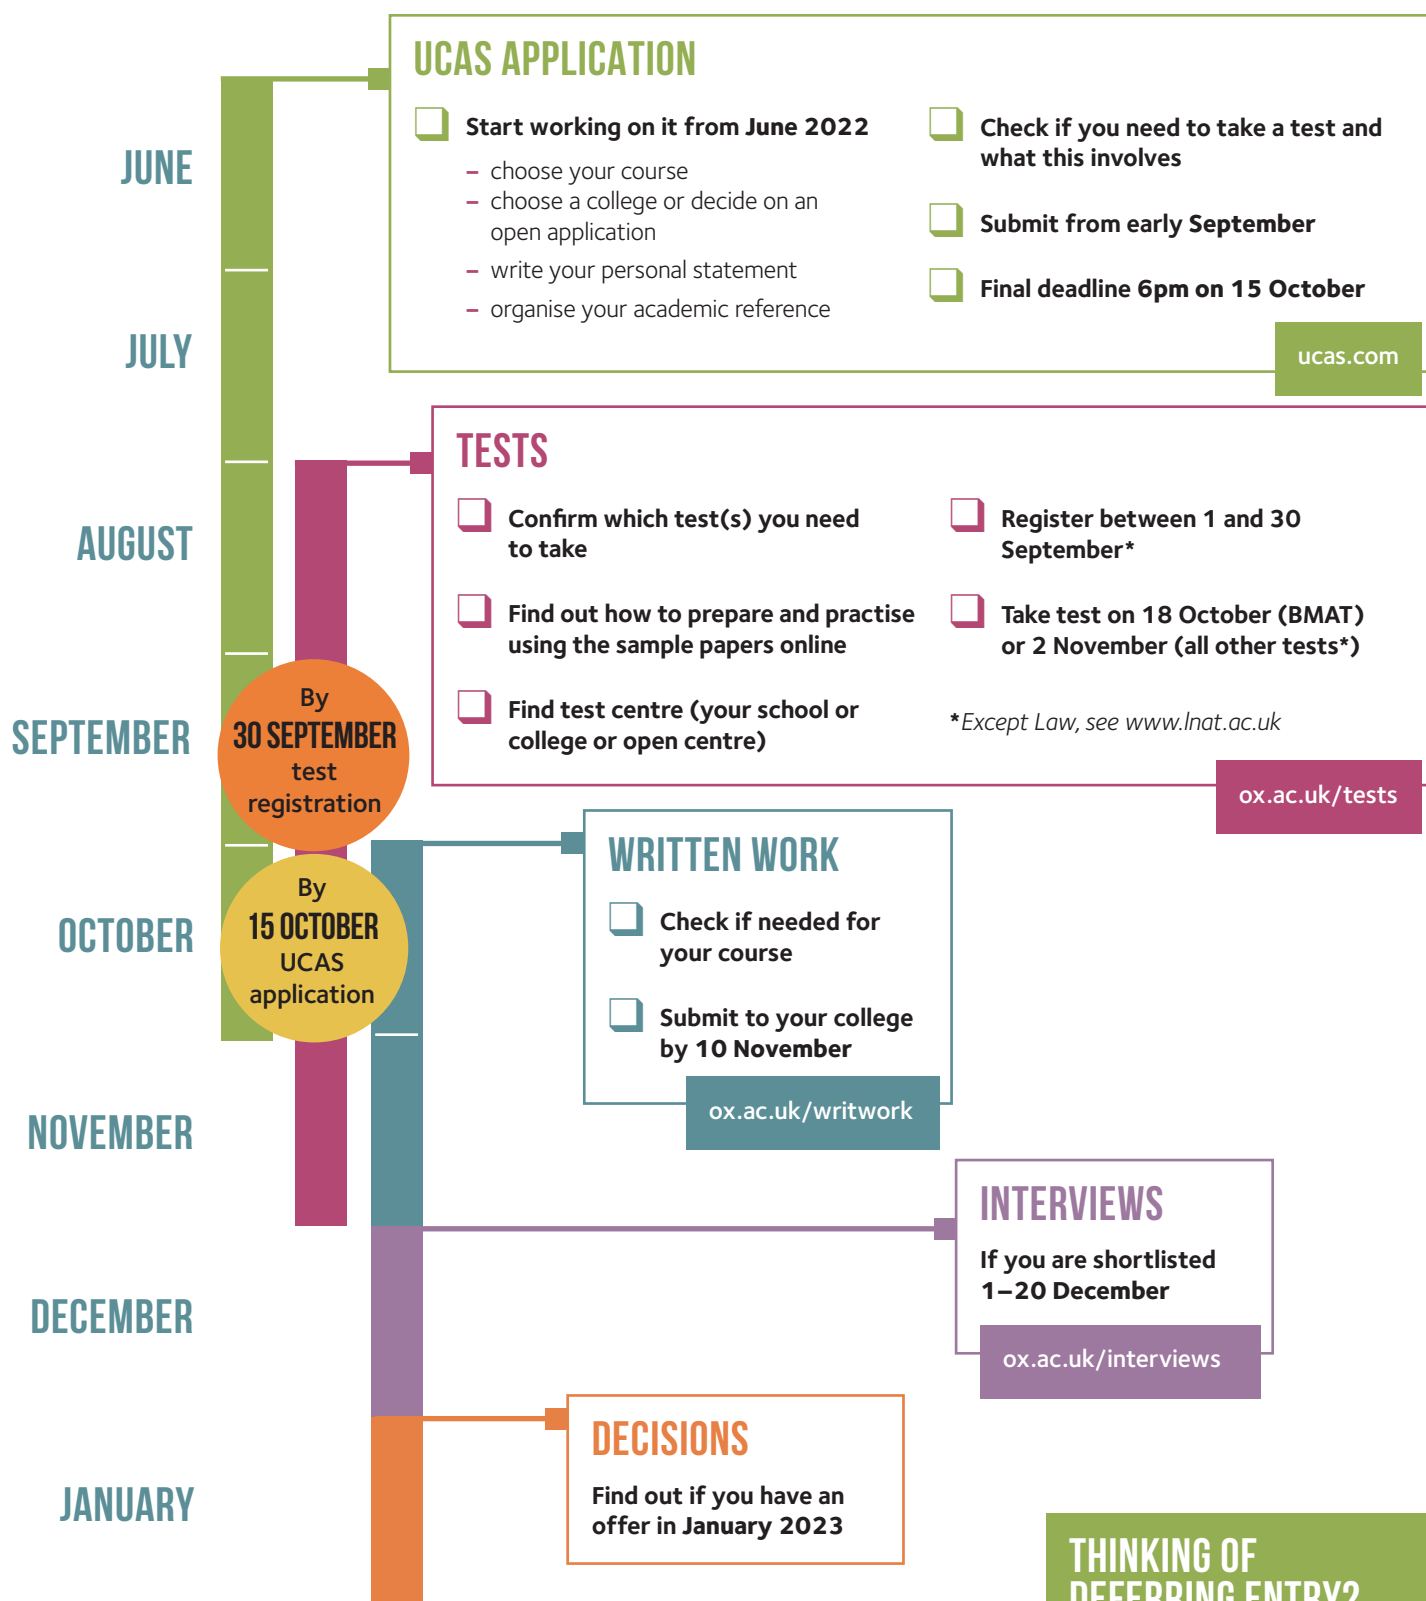 UCAS APPLICATION
Start working on it from June 2022
– choose your course
– choose a college or decide on an
open application
– write your personal statement
– organise your academic reference
Check if you need to take a test and
what this involves
Submit from early September
Final deadline 6pm on 15 October
ucas.com
JUNE
JULY
AUGUST
SEPTEMBER
OCTOBER
NOVEMBER
DECEMBER
JANUARY
TESTS
Confirm which test(s) you need
to take
Find out how to prepare and practise
using the sample papers online
Find test centre (your school or
college or open centre)
Register between 1 and 30
September*
Take test on 18 October (BMAT)
or 2 November (all other tests*)
*Except Law, see www.lnat.ac.uk
ox.ac.uk/tests
By
30 SEPTEMBER
test
registration
By
15 OCTOBER
UCAS
application
WRITTEN WORK
Check if needed for
your course
Submit to your college
by 10 November
ox.ac.uk/writwork
INTERVIEWS
If you are shortlisted
1–20 December
ox.ac.uk/interviews
DECISIONS
Find out if you have an
offer in January 2023
THINKING OF
DEFERRING ENTRY?